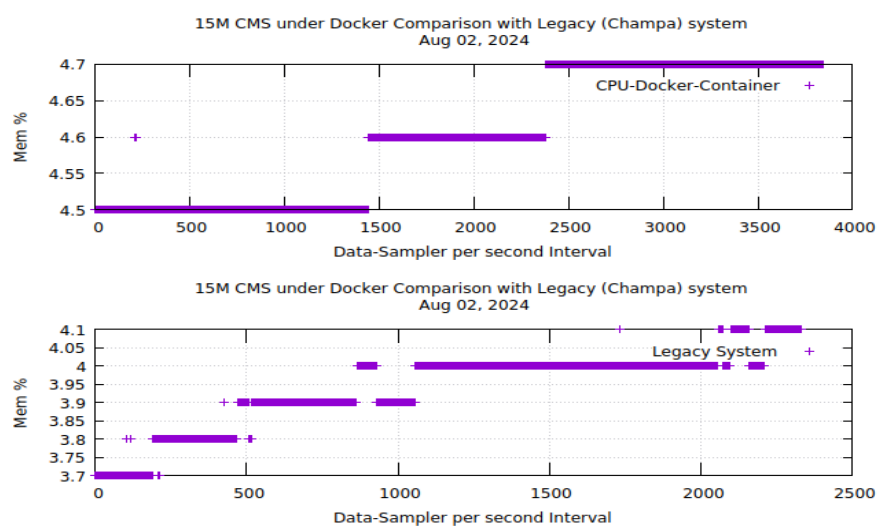 15M CMS under Docker Comparison with Legacy (Champa) system
Aug 02, 2024
4.7
CPU-Docker-Container
4.65
4.6
4.55
4.5
Mem %
0 500 1000 1500 2000 2500 3000 3500 4000
Data-Sampler per second Interval
15M CMS under Docker Comparison with Legacy (Champa) system
Aug 02, 2024
4.1
4.05
Legacy System
4
3.95
3.9
3.85
3.8
3.75
3.7
Mem %
0 500 1000 1500 2000 2500
Data-Sampler per second Interval